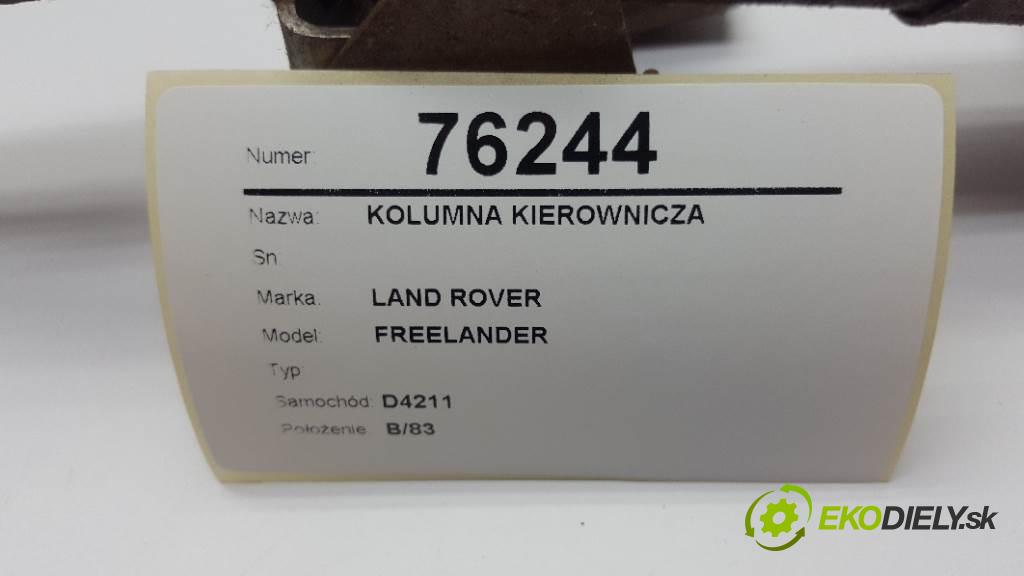 Numer: 76244
Nazwa: KOLUMNA KIEROWNICZA
Sn
Marka: LAND ROVER
Model: FREELANDER
Typ
Samochód: D4211
Położenie B/83
EKODIELY.sk